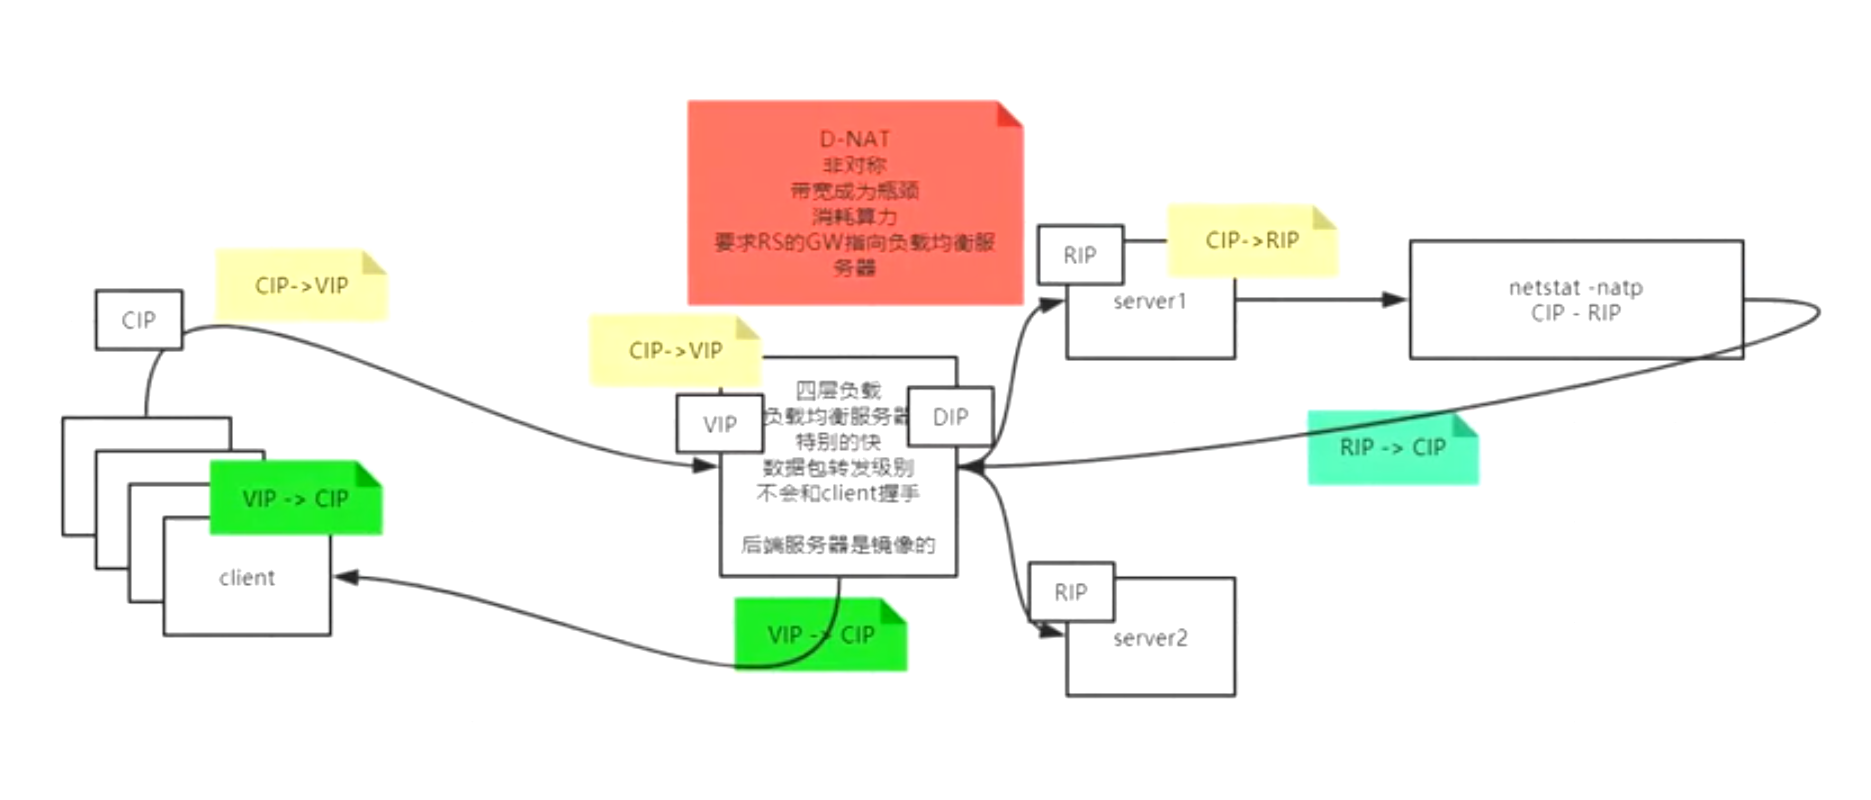 D-NAT
非对称
带宽成为瓶颈
消耗算力
要求RS的GW指向负载均衡服
务器
CIP
CIP->VIP
CIP->VIP
VIP
四层负载
负载均衡服务器
特别的快
数据包转发级别
不会和client握手
后端服务器是镜像的
DIP
RIP
CIP->RIP
server1
netstat -natp
CIP - RIP
RIP -> CIP
RIP
server2
VIP -> CIP
VIP -> CIP
client